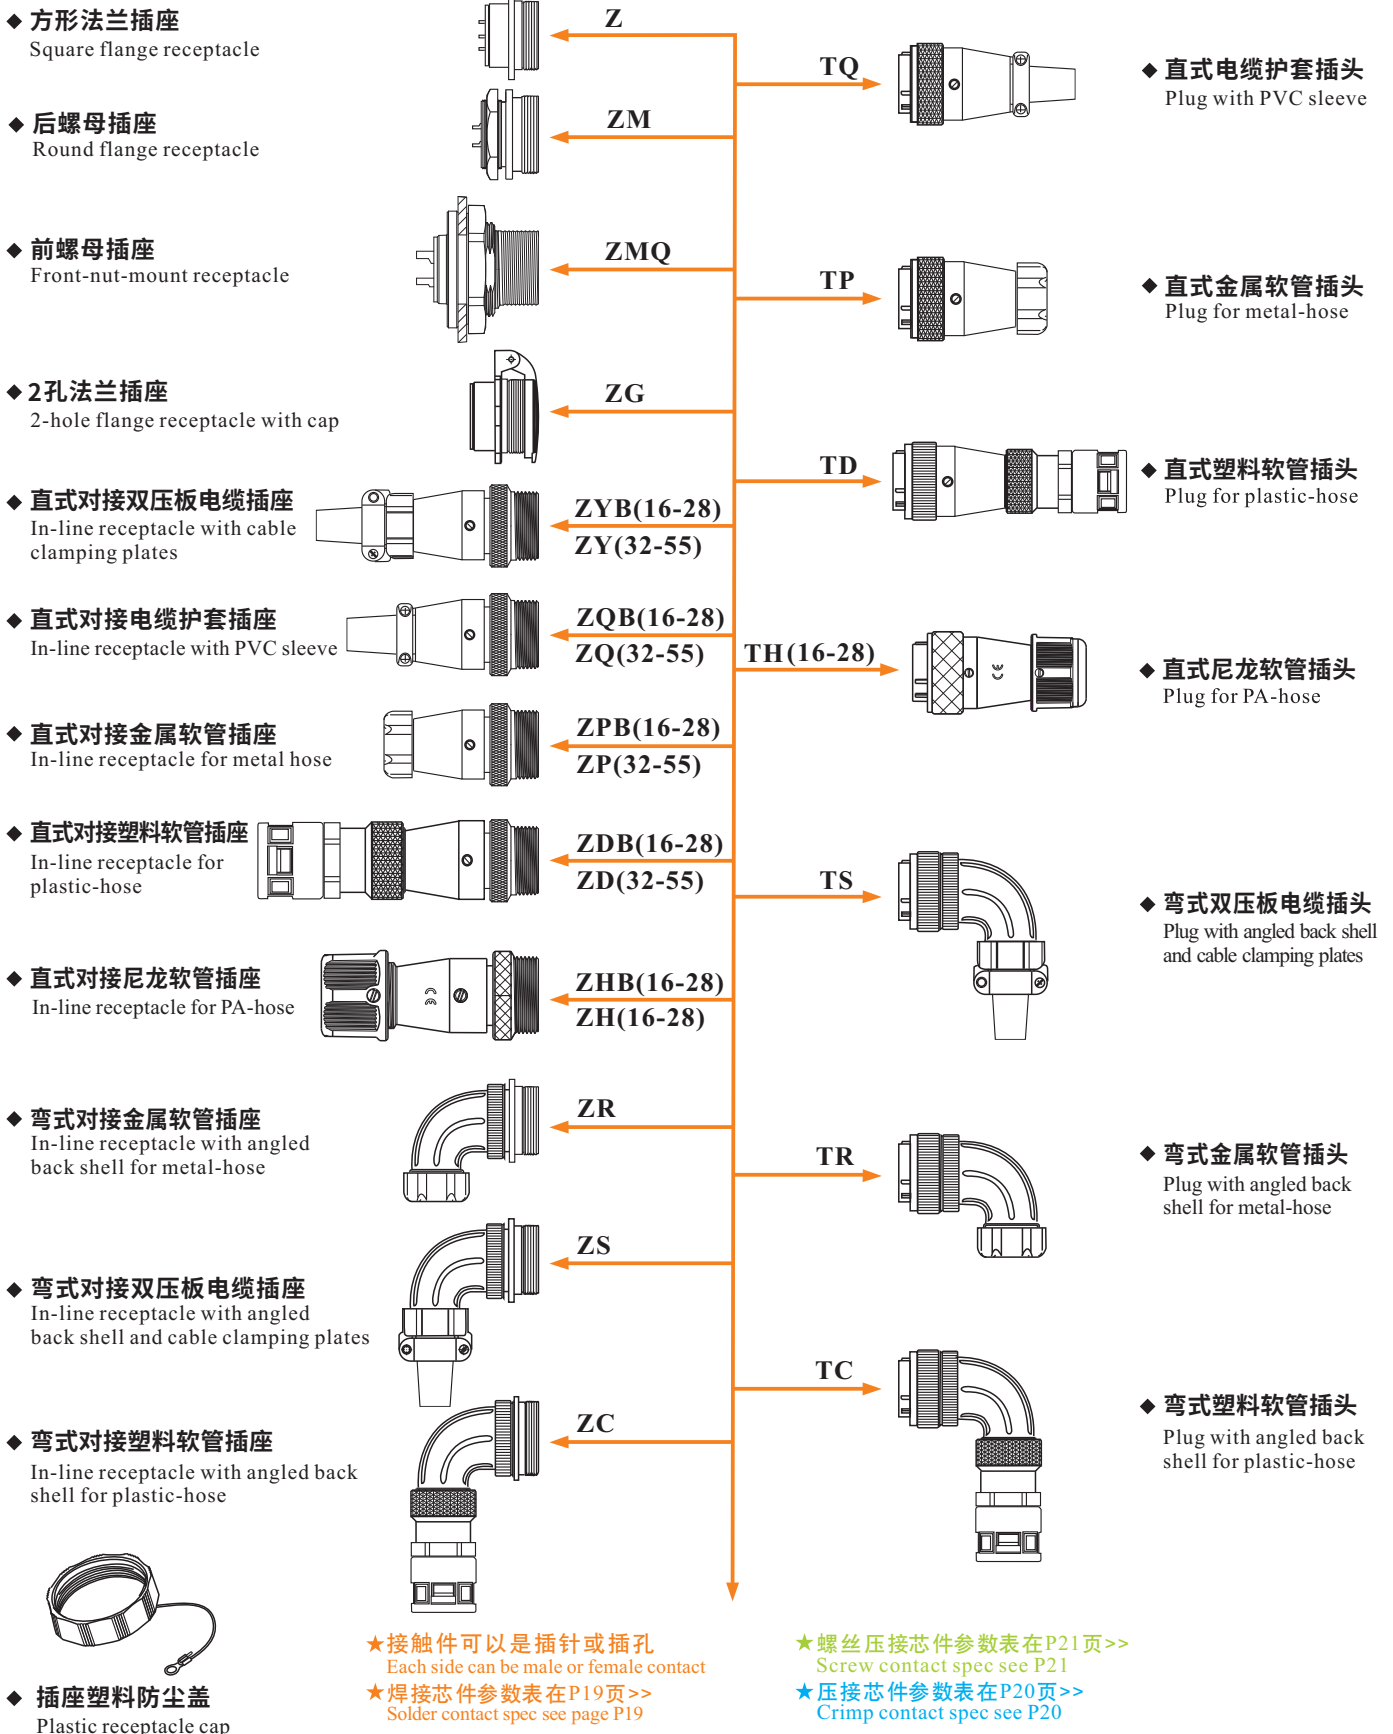 ◆ 方形法兰插座
Square flange receptacle
Z
◆ 后螺母插座
Round flange receptacle
ZM
◆ 前螺母插座
Front-nut-mount receptacle
ZMQ
◆ 2孔法兰插座
2-hole flange receptacle with cap
ZG
◆ 直式对接双压板电缆插座
In-line receptacle with cable
clamping plates
ZYB(16-28)
ZY(32-55)
◆ 直式对接电缆护套插座
In-line receptacle with PVC sleeve
ZQB(16-28)
ZQ(32-55)
◆ 直式对接金属软管插座
In-line receptacle for metal hose
ZPB(16-28)
ZP(32-55)
◆ 直式对接塑料软管插座
In-line receptacle for
plastic-hose
ZDB(16-28)
ZD(32-55)
◆ 直式对接尼龙软管插座
In-line receptacle for PA-hose
CE
ZHB(16-28)
ZH(16-28)
◆ 弯式对接金属软管插座
In-line receptacle with angled
back shell for metal-hose
ZR
◆ 弯式对接双压板电缆插座
In-line receptacle with angled
back shell and cable clamping plates
ZS
◆ 弯式对接塑料软管插座
In-line receptacle with angled back
shell for plastic-hose
ZC
◆ 插座塑料防尘盖
Plastic receptacle cap
TQ
◆ 直式电缆护套插头
Plug with PVC sleeve
TP
◆ 直式金属软管插头
Plug for metal-hose
TD
◆ 直式塑料软管插头
Plug for plastic-hose
TH(16-28)
CE
◆ 直式尼龙软管插头
Plug for PA-hose
TS
◆ 弯式双压板电缆插头
Plug with angled back shell
and cable clamping plates
TR
◆ 弯式金属软管插头
Plug with angled back
shell for metal-hose
TC
◆ 弯式塑料软管插头
Plug with angled back
shell for plastic-hose
★接触件可以是插针或插孔
Each side can be male or female contact
★焊接芯件参数表在P19页>>
Solder contact spec see page P19
★螺丝压接芯件参数表在P21页>>
Screw contact spec see P21
★压接芯件参数表在P20页>>
Crimp contact spec see P20